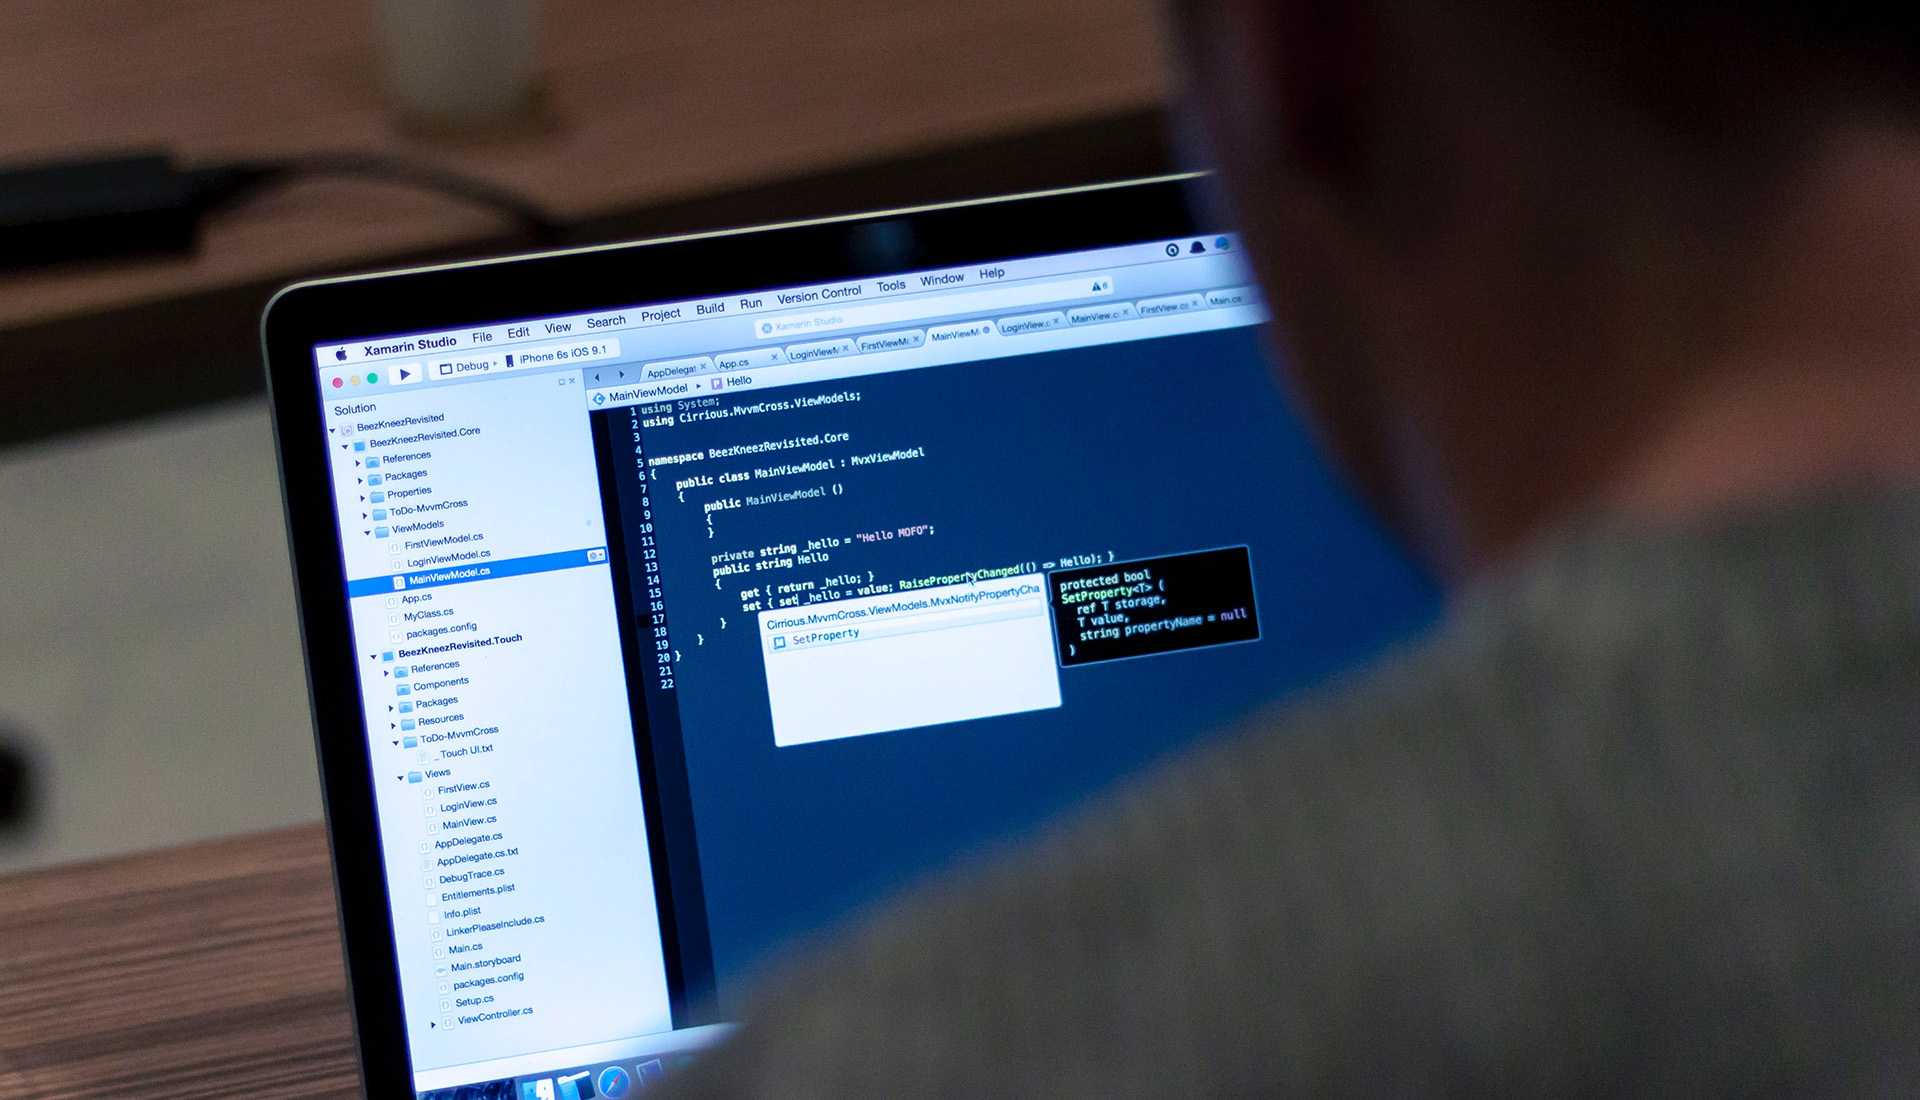 Xamarin Studio File Edit View Search Project Build Run Version Control Tools Window Help
Debug iPhone 6s iOS 9.1
Xamarin Studio
6
AppDelegat App.cs LoginViewM FirstViewMc MainViewM LoginView.c MainView.c FirstView.cs Main.cs
MainViewModel Hello
Solution
BeezKneezRevisited
BeezKneezRevisited.Core
References
Packages
Properties
ToDo-MvvmCross
ViewModels
FirstViewModel.cs
LoginViewModel.cs
MainViewModel.cs
App.cs
MyClass.cs
packages.config
BeezKneezRevisited.Touch
References
Components
Packages
Resources
ToDo-MvvmCross
_Touch UI.txt
Views
FirstView.cs
LoginView.cs
MainView.cs
AppDelegate.cs
AppDelegate.cs.txt
DebugTrace.cs
Entitlements.plist
Info.plist
LinkerPleaseInclude.cs
Main.cs
Main.storyboard
packages.config
Setup.cs
ViewController.cs
1 using System;
2 using Cirrious.MvvmCross.ViewModels;
3
4
5 namespace BeezKneezRevisited.Core
6 {
7 public class MainViewModel : MvxViewModel
8 {
9 public MainViewModel ()
10 {
11 }
12
13 private string _hello = "Hello MOFO";
14 public string Hello
15 {
16 get { return _hello; }
17 set { set _hello = value; RaisePropertyChanged(() => Hello); }
18 }
19 }
20 }
21
22
Cirrious.MvvmCross.ViewModels.MvxNotifyPropertyCha
M SetProperty
protected bool
SetProperty<T> (
ref T storage,
T value,
string propertyName = null
)